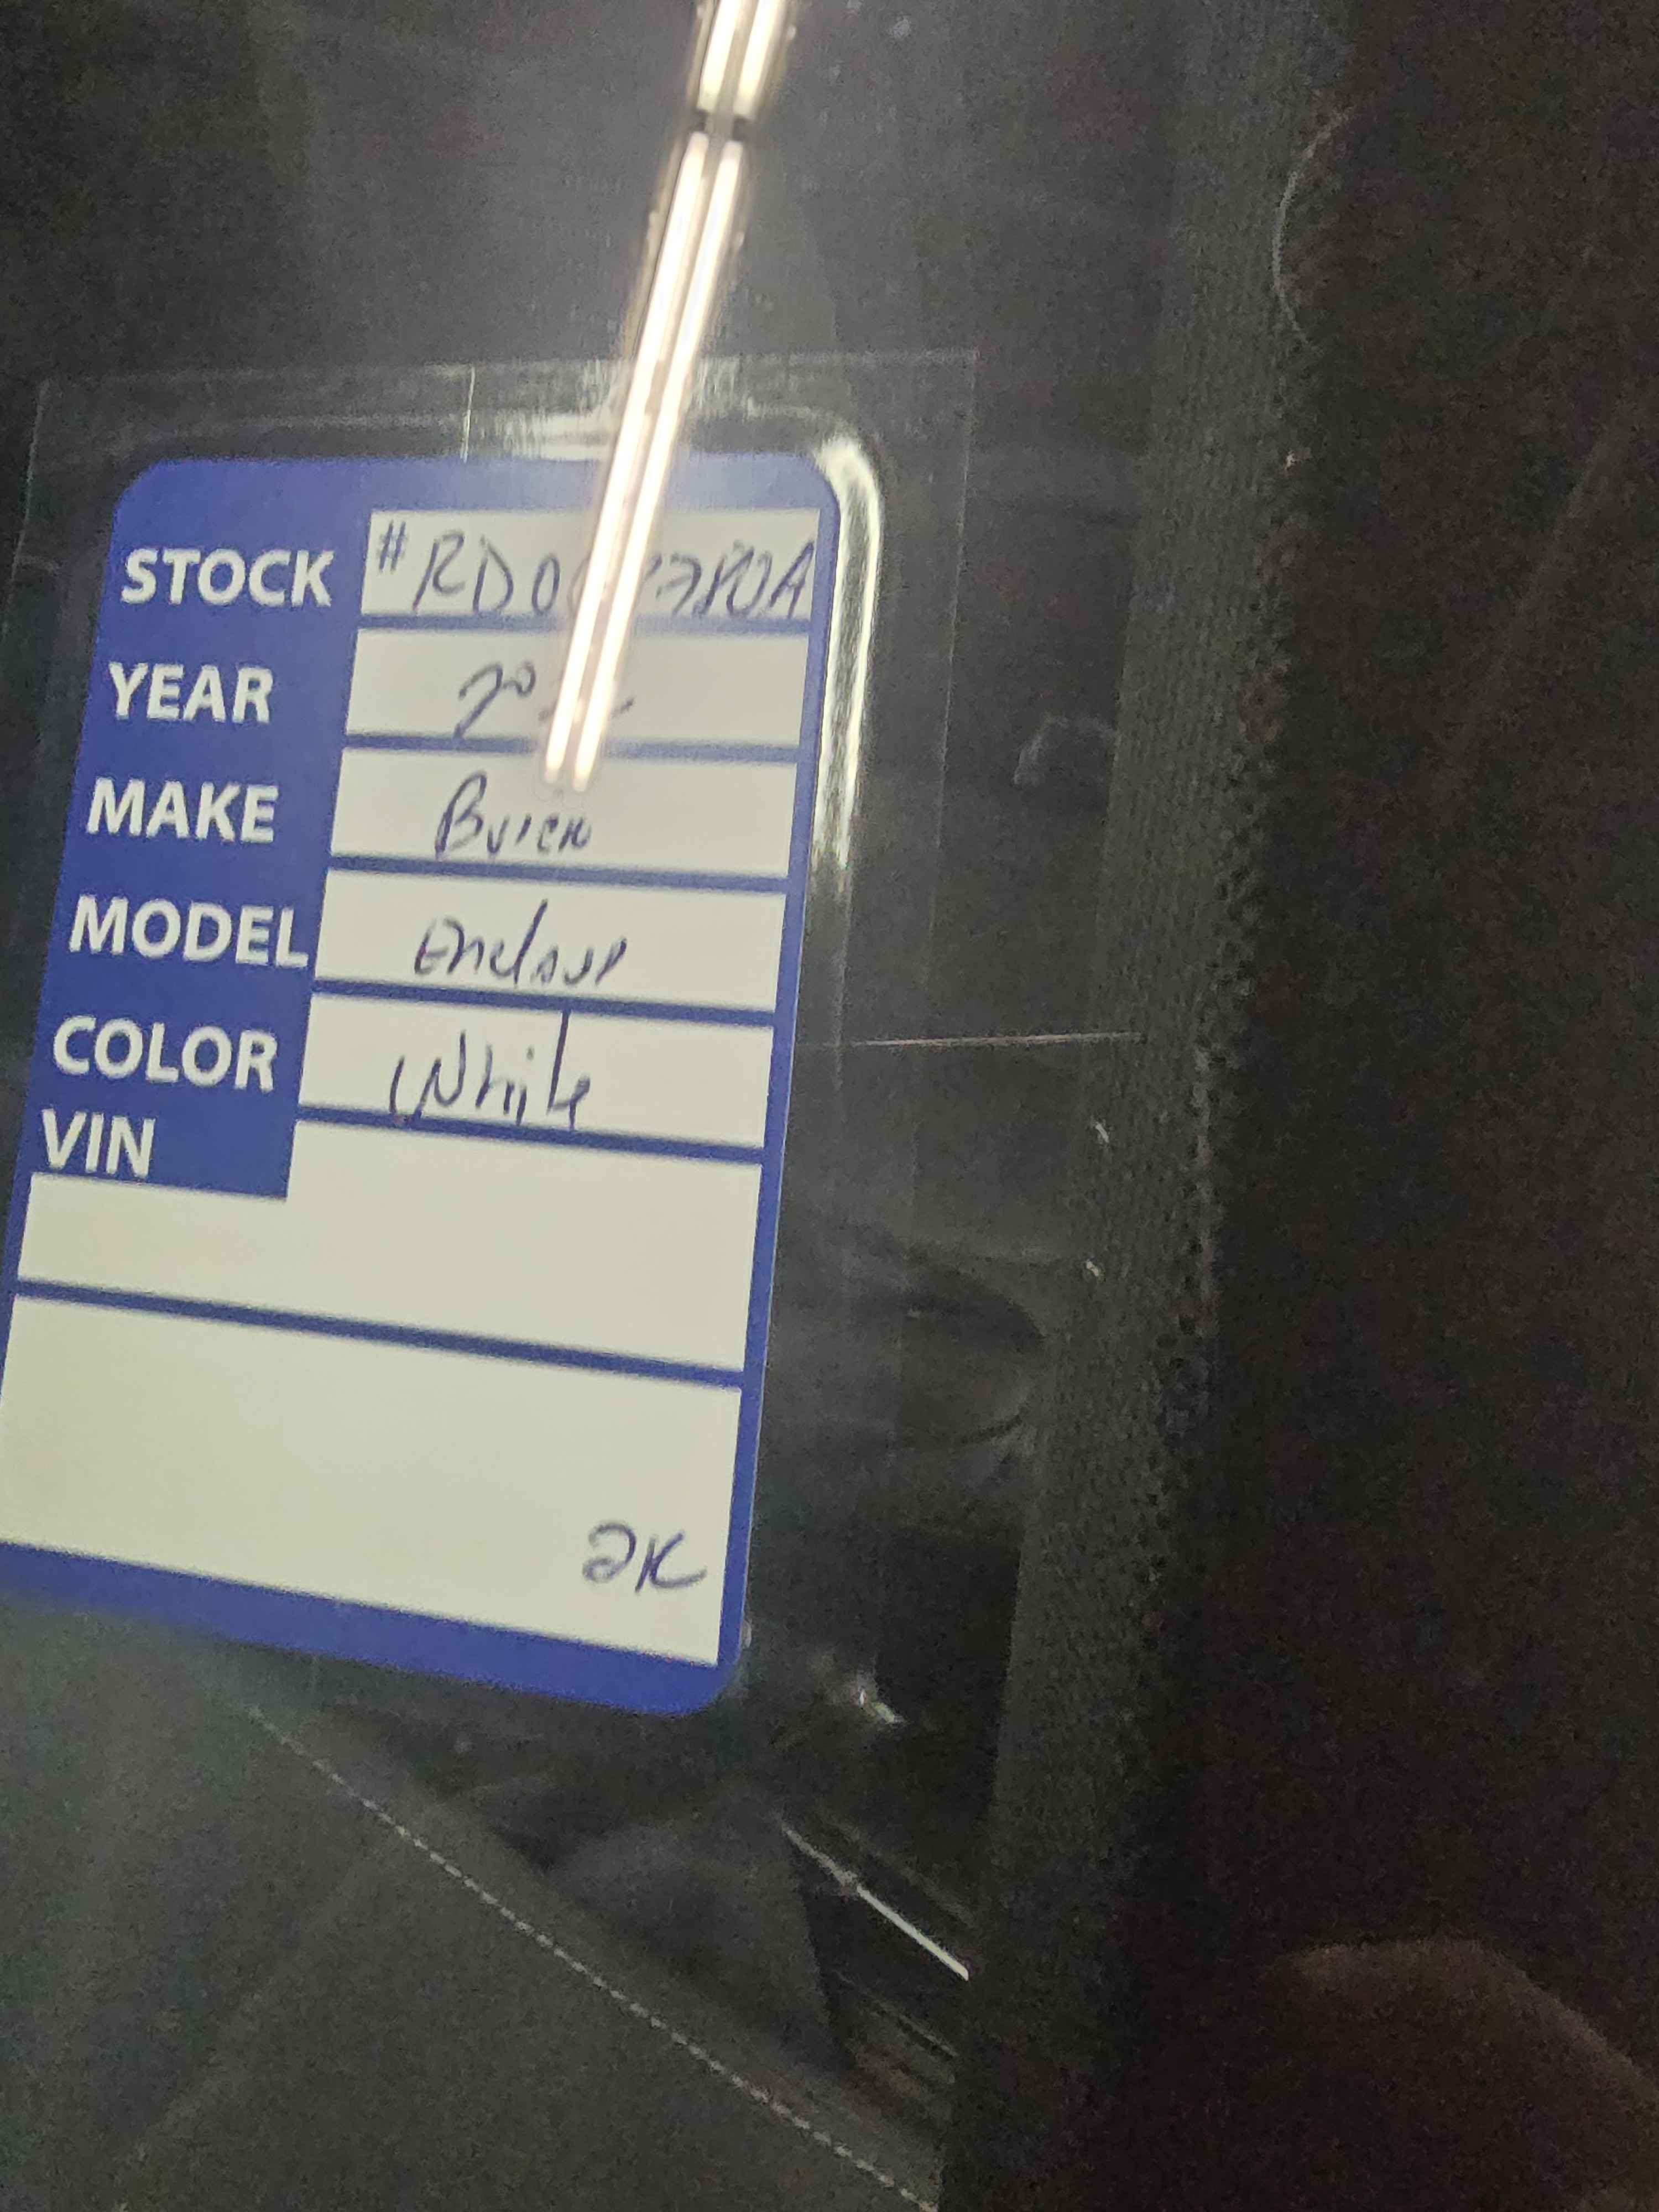 STOCK #
YEAR
MAKE Buick
MODEL Enclave
COLOR White
VIN
2K